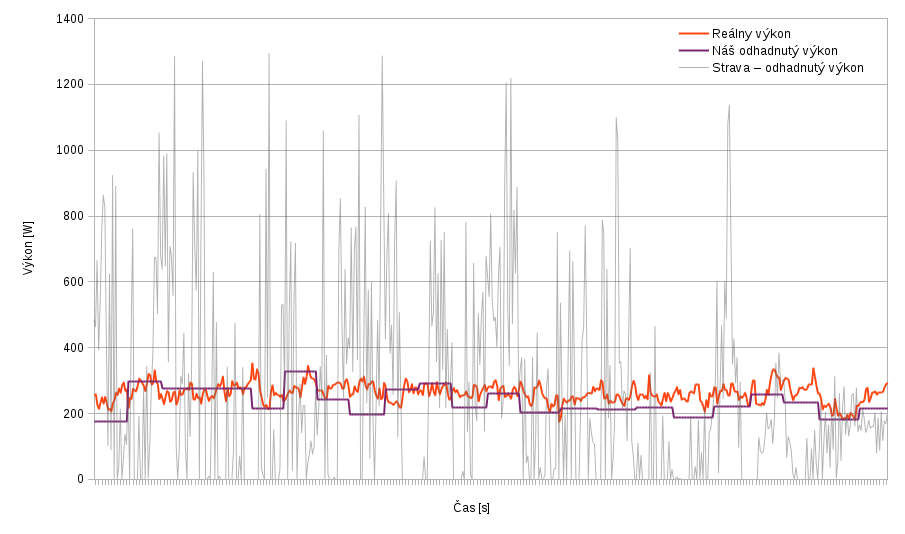 1400
1200
1000
800
600
400
200
0
Výkon [W]
Čas [s]
Reálny výkon
Náš odhadnutý výkon
Strava – odhadnutý výkon